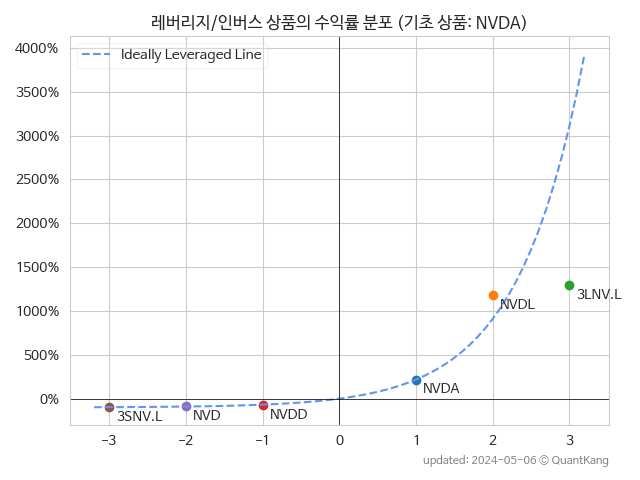 레버리지/인버스 상품의 수익률 분포 (기초 상품: NVDA)
4000%
Ideally Leveraged Line
3500%
3000%
2500%
2000%
1500%
1000%
500%
0%
NVDL
3LNV.L
NVDA
3SNV.L
NVD
NVDD
−3
−2
−1
0
1
2
3
updated: 2024-05-06 © QuantKang